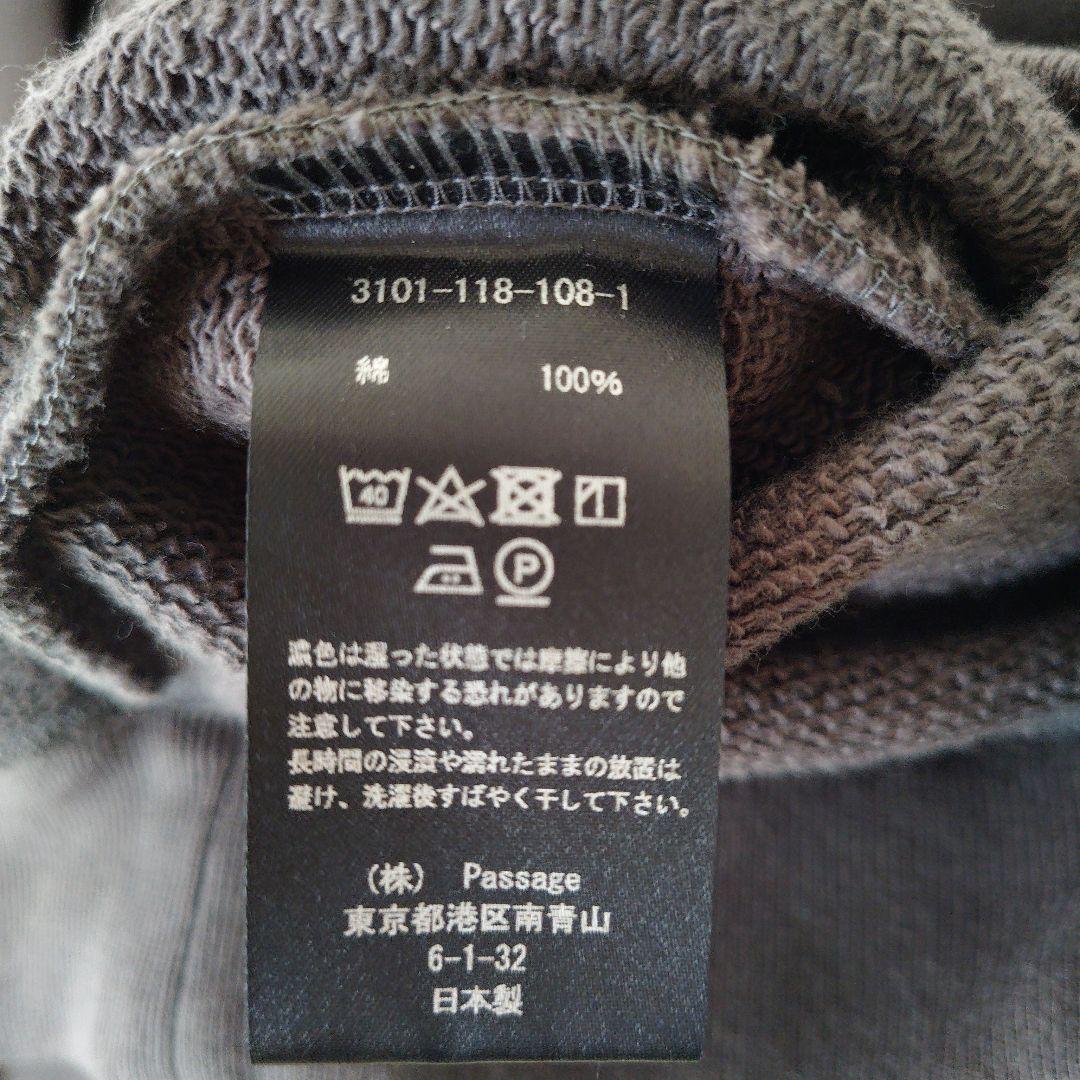 3101-118-108-1
綿 100%
40
P
濃色は湿った状態では摩擦により他
の物に移染する恐れがありますので
注意して下さい。
長時間の浸漬や濡れたままの放置は
避け、洗濯後すばやく干して下さい。
(株) Passage
東京都港区南青山
6-1-32
日本製